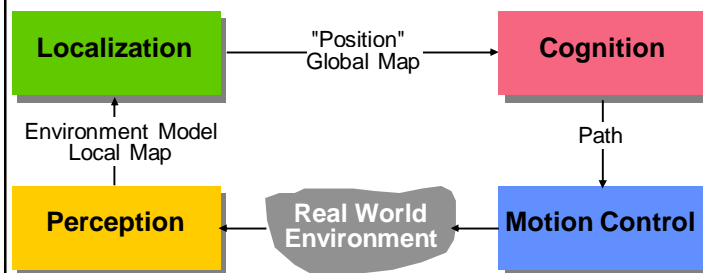 Localization
"Position"
Global Map
Cognition
Environment Model
Local Map
Path
Perception
Real World
Environment
Motion Control